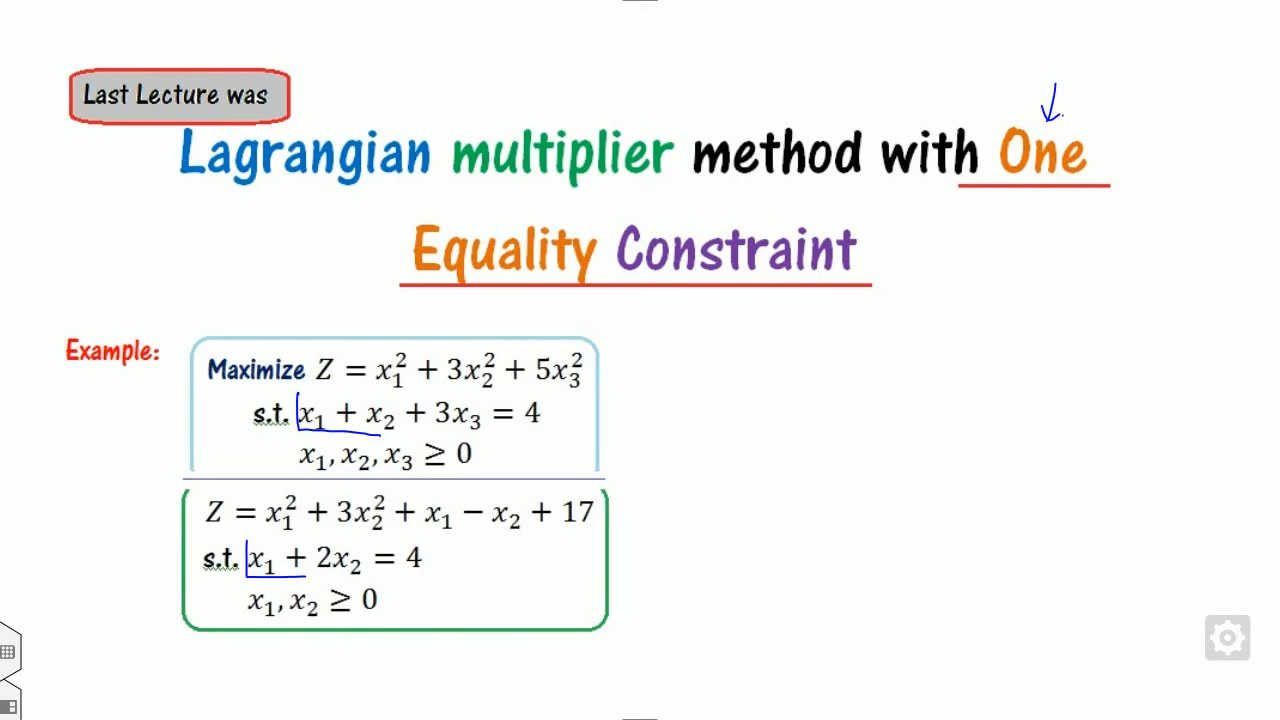 Last Lecture was
Lagrangian multiplier method with One
Equality Constraint
Example:
Maximize Z = x₁² + 3x₂² + 5x₃²
s.t. x₁ + x₂ + 3x₃ = 4
x₁, x₂, x₃ ≥ 0
Z = x₁² + 3x₂² + x₁ − x₂ + 17
s.t. x₁ + 2x₂ = 4
x₁, x₂ ≥ 0